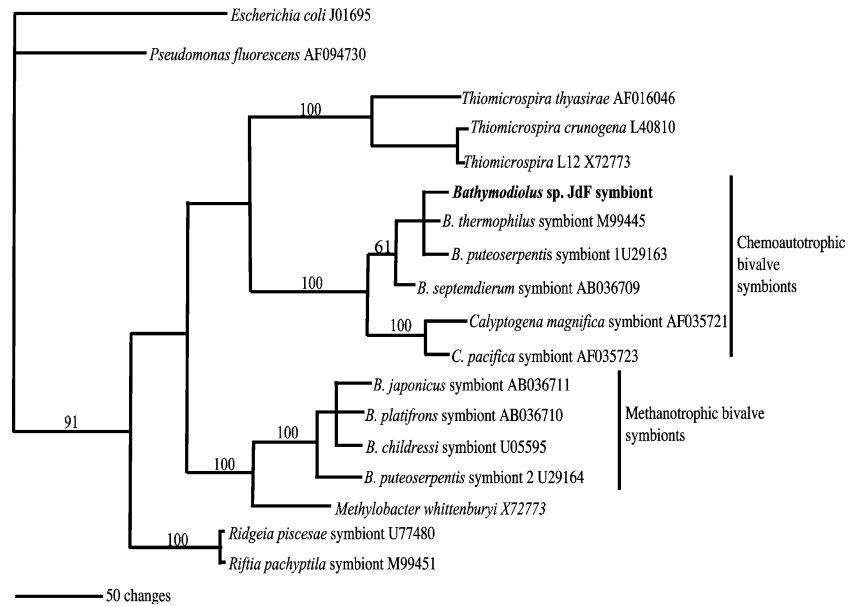 Escherichia coli J01695
Pseudomonas fluorescens AF094730
Thiomicrospira thyasirae AF016046
100
Thiomicrospira crunogena L40810
Thiomicrospira L12 X72773
Bathymodiolus sp. JdF symbiont
B. thermophilus symbiont M99445
61
B. puteoserpentis symbiont 1U29163
Chemoautotrophic
bivalve
symbionts
100
B. septemdierum symbiont AB036709
Calyptogena magnifica symbiont AF035721
100
C. pacifica symbiont AF035723
B. japonicus symbiont AB036711
B. platifrons symbiont AB036710
Methanotrophic bivalve
symbionts
91
100
B. childressi symbiont U05595
100
B. puteoserpentis symbiont 2 U29164
Methylobacter whittenburyi X72773
Ridgeia piscesae symbiont U77480
100
Riftia pachyptila symbiont M99451
50 changes